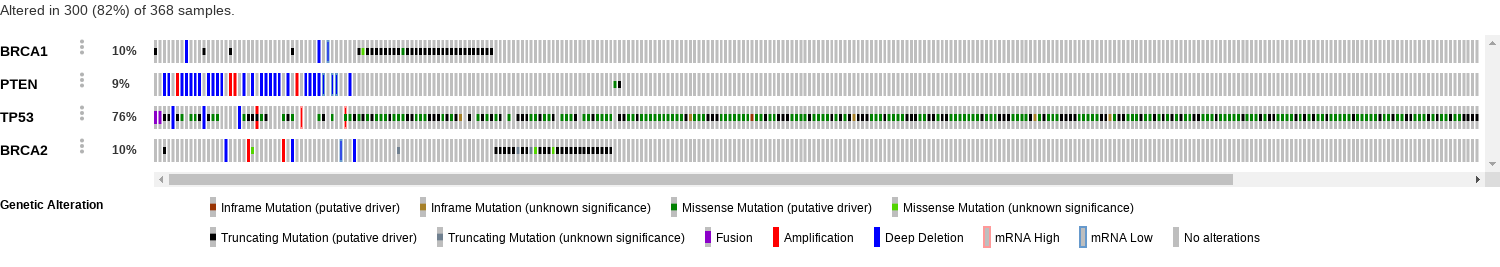 Altered in 300 (82%) of 368 samples.
BRCA1 10%
PTEN 9%
TP53 76%
BRCA2 10%
Genetic Alteration Inframe Mutation (putative driver) Inframe Mutation (unknown significance) Missense Mutation (putative driver) Missense Mutation (unknown significance)
Truncating Mutation (putative driver) Truncating Mutation (unknown significance) Fusion Amplification Deep Deletion mRNA High mRNA Low No alterations